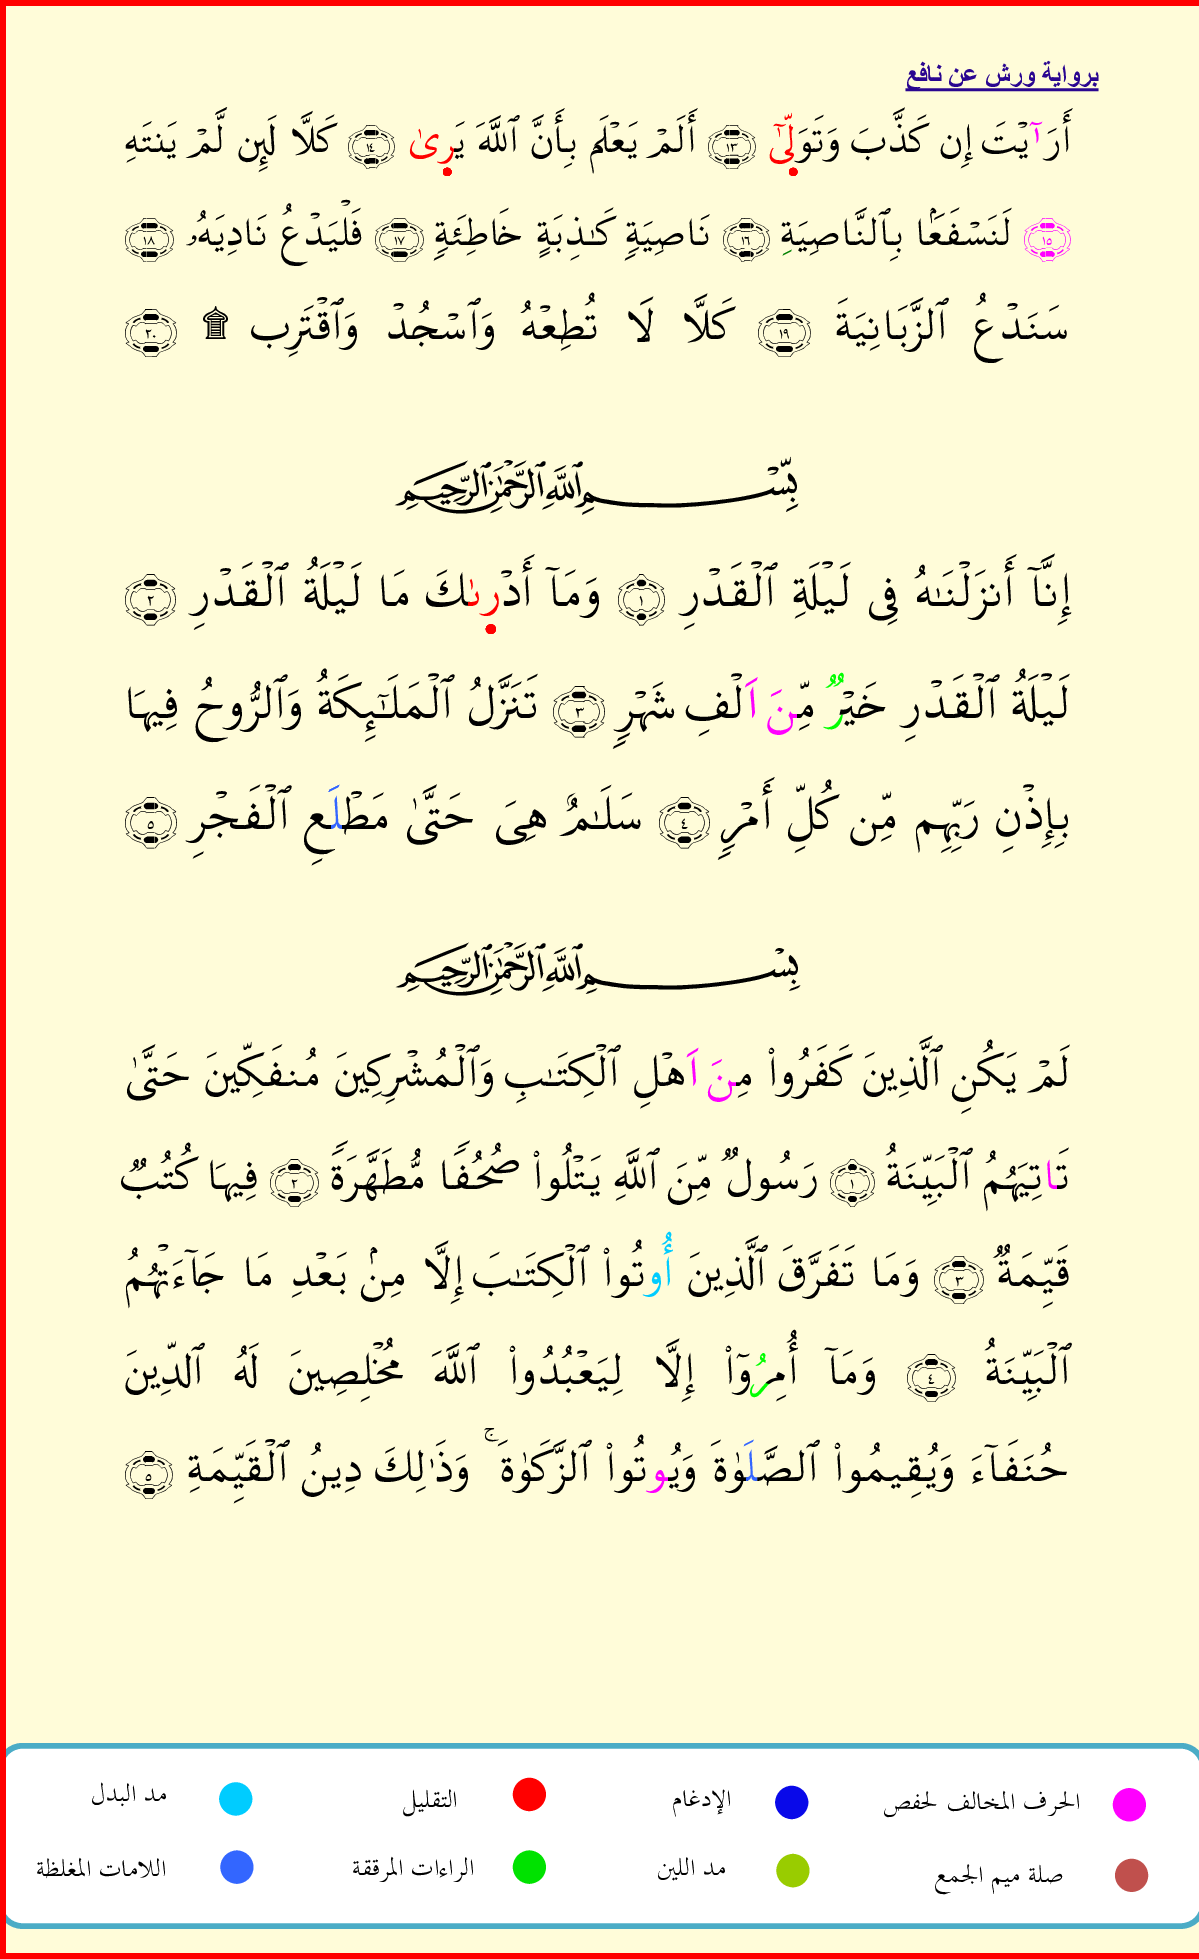 برواية ورش عن نافع
أَرَآيْتَ إِن كَذَّبَ وَتَوَلّ۪ىٰٓ ١٣ أَلَمْ يَعْلَم بِأَنَّ ٱللَّهَ يَر۪ىٰ ١٤ كَلَّا لَئِن لَّمْ يَنتَهِ
١٥ لَنَسْفَعَۢا بِٱلنَّاصِيَةِ ١٦ نَاصِيَةٍ كَـٰذِبَةٍ خَاطِئَةٍ ١٧ فَلْيَدْعُ نَادِيَهُۥ ١٨
سَنَدْعُ ٱلزَّبَانِيَةَ ١٩ كَلَّا لَا تُطِعْهُ وَٱسْجُدْ وَٱقْتَرِب ۩ ٢٠
بِّسْمِ ٱللَّهِ ٱلرَّحْمَـٰنِ ٱلرَّحِيمِ
إِنَّآ أَنزَلْنَـٰهُ فِى لَيْلَةِ ٱلْقَدْرِ ١ وَمَآ أَدْر۪ىٰكَ مَا لَيْلَةُ ٱلْقَدْرِ ٢
لَيْلَةُ ٱلْقَدْرِ خَيْرٌ مِّنَ اَلْفِ شَهْرٍ ٣ تَنَزَّلُ ٱلْمَلَـٰٓئِكَةُ وَٱلرُّوحُ فِيهَا
بِإِذْنِ رَبِّهِم مِّن كُلِّ أَمْرٍ ٤ سَلَـٰمٌ هِىَ حَتَّىٰ مَطْلَعِ ٱلْفَجْرِ ٥
بِسْمِ ٱللَّهِ ٱلرَّحْمَـٰنِ ٱلرَّحِيمِ
لَمْ يَكُنِ ٱلَّذِينَ كَفَرُوا۟ مِنَ اَهْلِ ٱلْكِتَـٰبِ وَٱلْمُشْرِكِينَ مُنفَكِّينَ حَتَّىٰ
تَاتِيَهُمُ ٱلْبَيِّنَةُ ١ رَسُولٌ مِّنَ ٱللَّهِ يَتْلُوا۟ صُحُفًا مُّطَهَّرَةً ٢ فِيهَا كُتُبٌ
قَيِّمَةٌ ٣ وَمَا تَفَرَّقَ ٱلَّذِينَ أُوتُوا۟ ٱلْكِتَـٰبَ إِلَّا مِنۢ بَعْدِ مَا جَآءَتْهُمُ
ٱلْبَيِّنَةُ ٤ وَمَآ أُمِرُوٓا۟ إِلَّا لِيَعْبُدُوا۟ ٱللَّهَ مُخْلِصِينَ لَهُ ٱلدِّينَ
حُنَفَآءَ وَيُقِيمُوا۟ ٱلصَّلَوٰةَ وَيُوتُوا۟ ٱلزَّكَوٰةَ ۚ وَذَٰلِكَ دِينُ ٱلْقَيِّمَةِ ٥
الحرف المخالف لحفص الإدغام التقليل مد البدل
صلة ميم الجمع مد اللين الراءات المرققة اللامات المغلظة